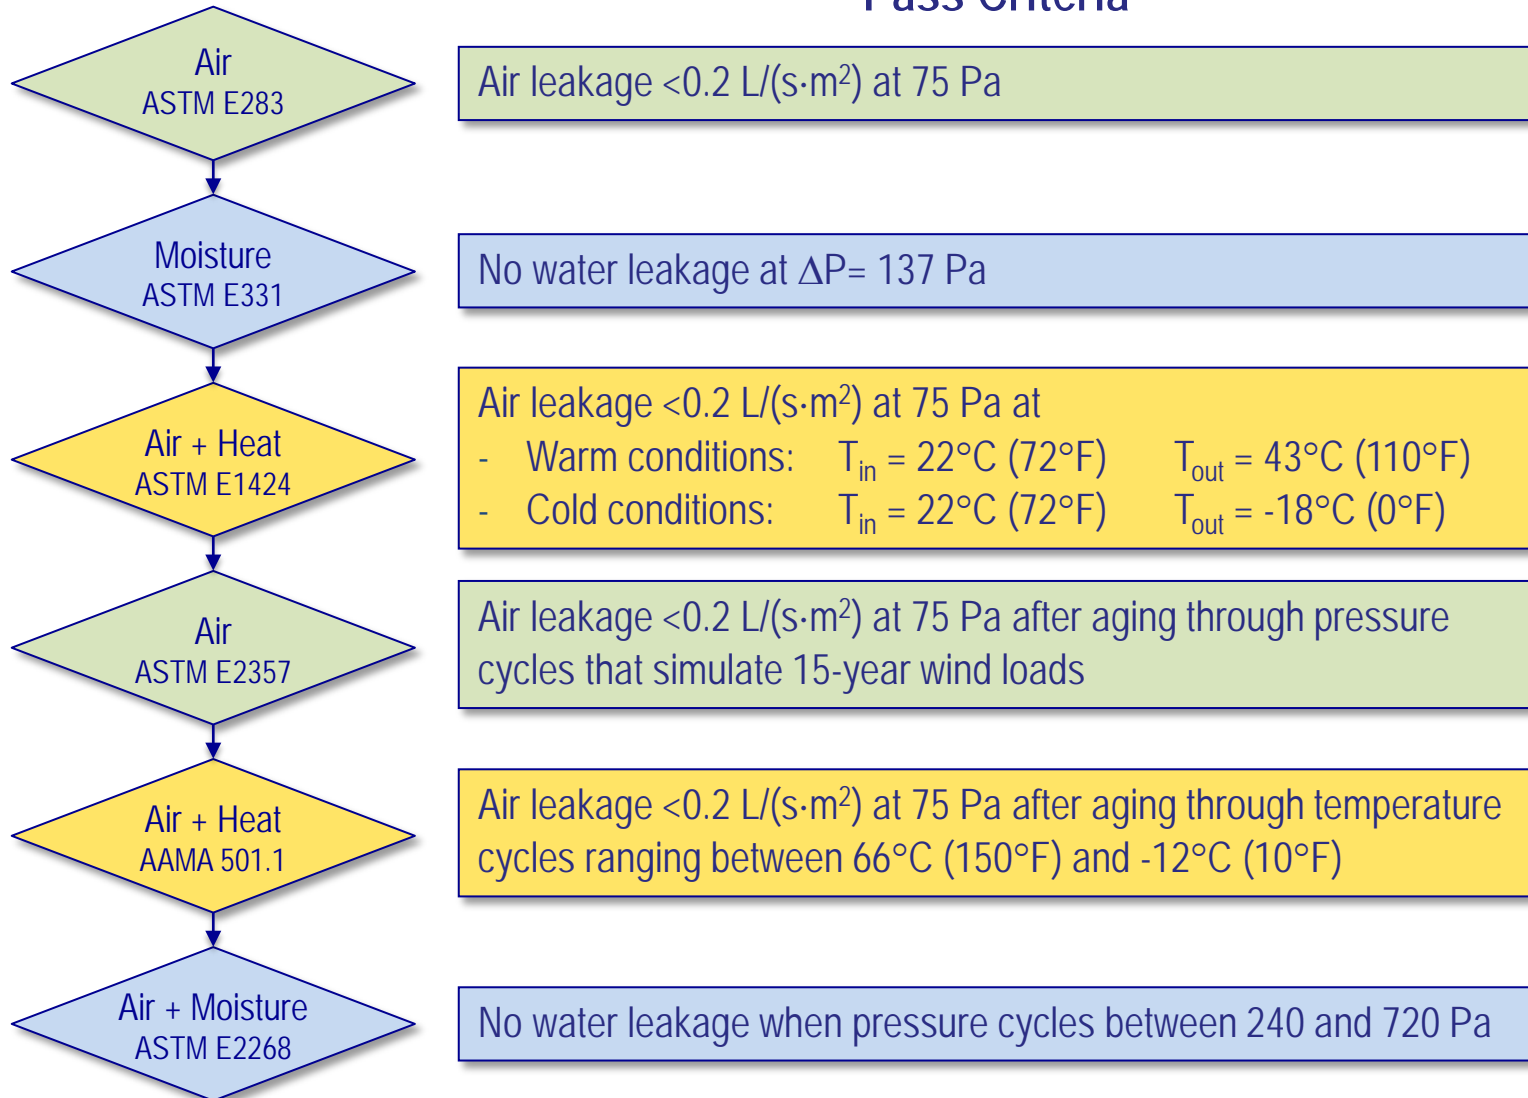 Pass Criteria
Air
ASTM E283
Air leakage <0.2 L/(s·m²) at 75 Pa
Moisture
ASTM E331
No water leakage at ΔP= 137 Pa
Air + Heat
ASTM E1424
Air leakage <0.2 L/(s·m²) at 75 Pa at
- Warm conditions: Tin = 22°C (72°F) Tout = 43°C (110°F)
- Cold conditions: Tin = 22°C (72°F) Tout = -18°C (0°F)
Air
ASTM E2357
Air leakage <0.2 L/(s·m²) at 75 Pa after aging through pressure
cycles that simulate 15-year wind loads
Air + Heat
AAMA 501.1
Air leakage <0.2 L/(s·m²) at 75 Pa after aging through temperature
cycles ranging between 66°C (150°F) and -12°C (10°F)
Air + Moisture
ASTM E2268
No water leakage when pressure cycles between 240 and 720 Pa